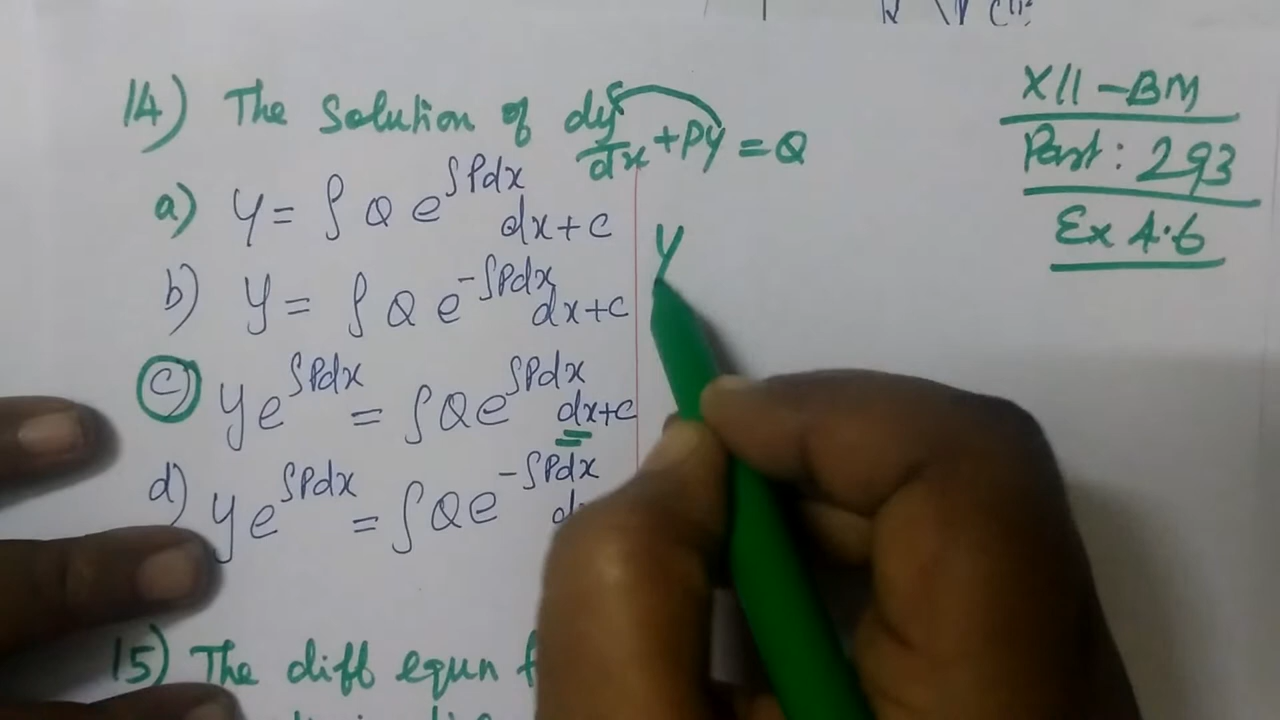 14) The Solution of dy/dx + Py = Q
a) y = ∫ Q e^∫Pdx dx + c
b) y = ∫ Q e^-∫Pdx dx + c
c) y e^∫Pdx = ∫ Q e^∫Pdx dx + c
d) y e^∫Pdx = ∫ Q e^-∫Pdx
15) The diff equn
XII - BM
Part : 293
Ex 4.6
y